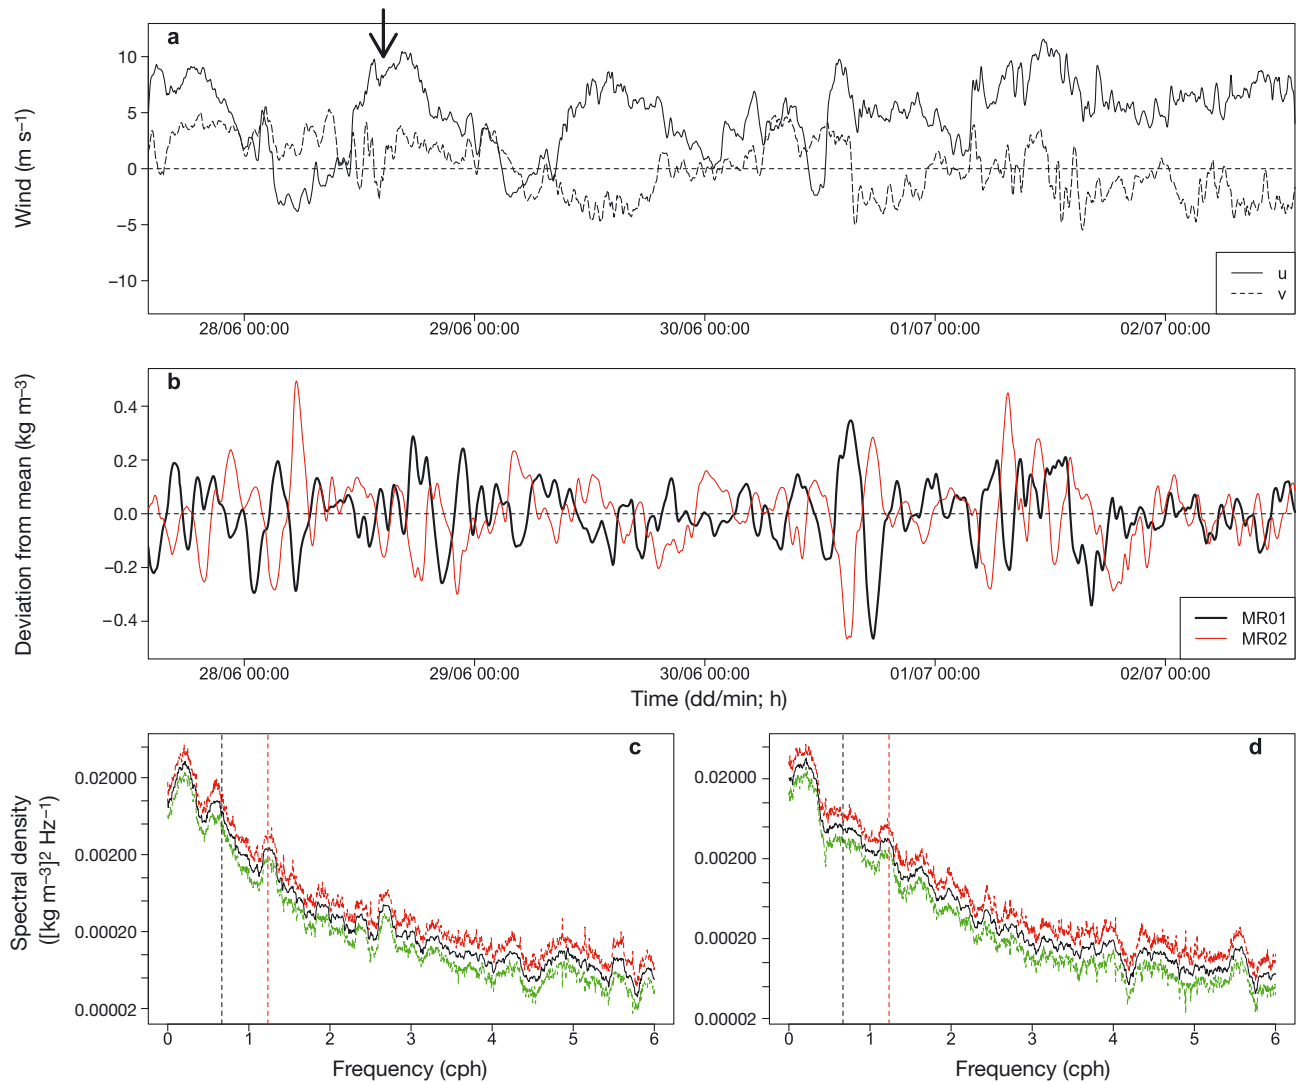 a
Wind (m s–1)
10
5
0
–5
–10
u
v
28/06 00:00
29/06 00:00
30/06 00:00
01/07 00:00
02/07 00:00
b
Deviation from mean (kg m–3)
0.4
0.2
0.0
–0.2
–0.4
MR01
MR02
28/06 00:00
29/06 00:00
30/06 00:00
01/07 00:00
02/07 00:00
Time (dd/min; h)
c
Spectral density
([kg m–3]2 Hz–1)
0.02000
0.00200
0.00020
0.00002
0 1 2 3 4 5 6
Frequency (cph)
d
0.02000
0.00200
0.00020
0.00002
0 1 2 3 4 5 6
Frequency (cph)